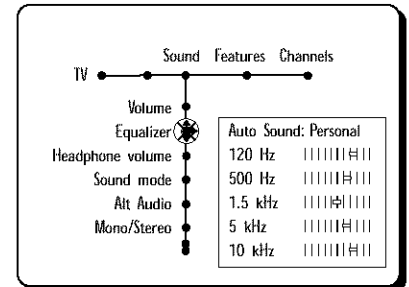 Sound Features Channels
TV
Volume
Equalizer
Headphone volume
Sound mode
Alt Audio
Mono/Stereo
Auto Sound: Personal
120 Hz
500 Hz
1.5 kHz
5 kHz
10 kHz